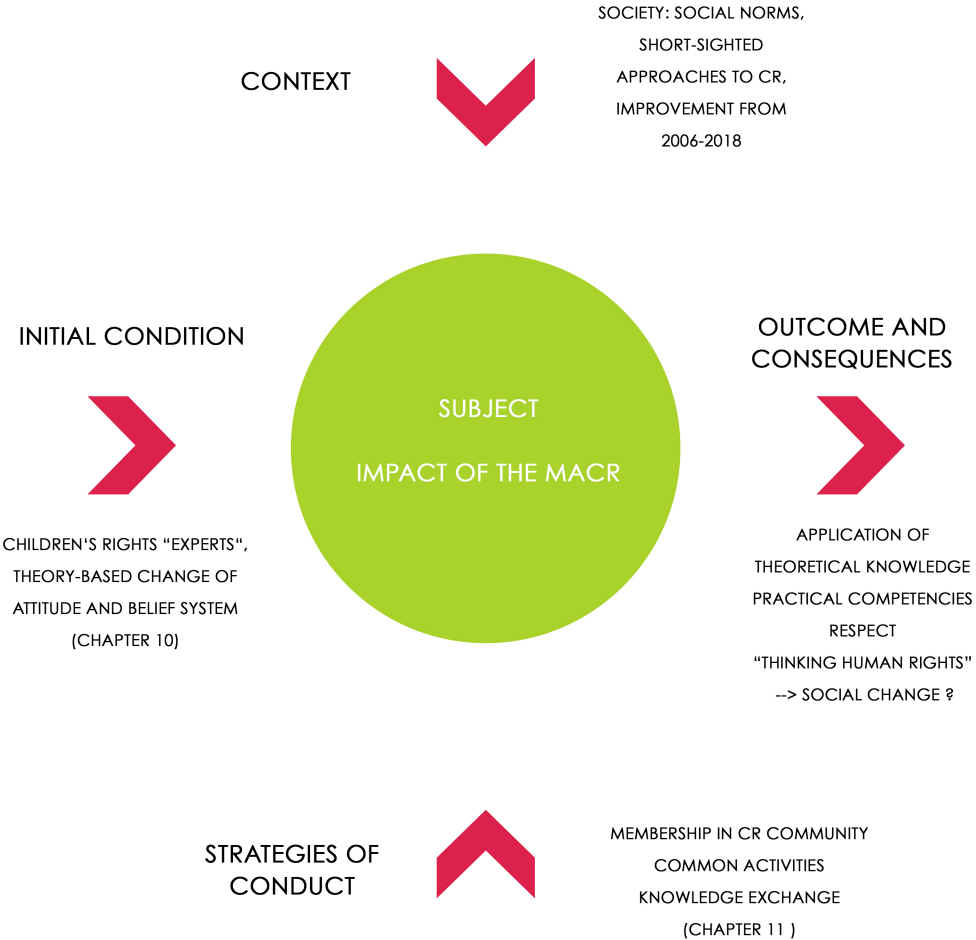 CONTEXT
SOCIETY: SOCIAL NORMS,
SHORT-SIGHTED
APPROACHES TO CR,
IMPROVEMENT FROM
2006-2018
INITIAL CONDITION
CHILDREN‘S RIGHTS “EXPERTS“,
THEORY-BASED CHANGE OF
ATTITUDE AND BELIEF SYSTEM
(CHAPTER 10)
SUBJECT
IMPACT OF THE MACR
OUTCOME AND
CONSEQUENCES
APPLICATION OF
THEORETICAL KNOWLEDGE
PRACTICAL COMPETENCIES
RESPECT
“THINKING HUMAN RIGHTS”
--> SOCIAL CHANGE ?
STRATEGIES OF
CONDUCT
MEMBERSHIP IN CR COMMUNITY
COMMON ACTIVITIES
KNOWLEDGE EXCHANGE
(CHAPTER 11 )